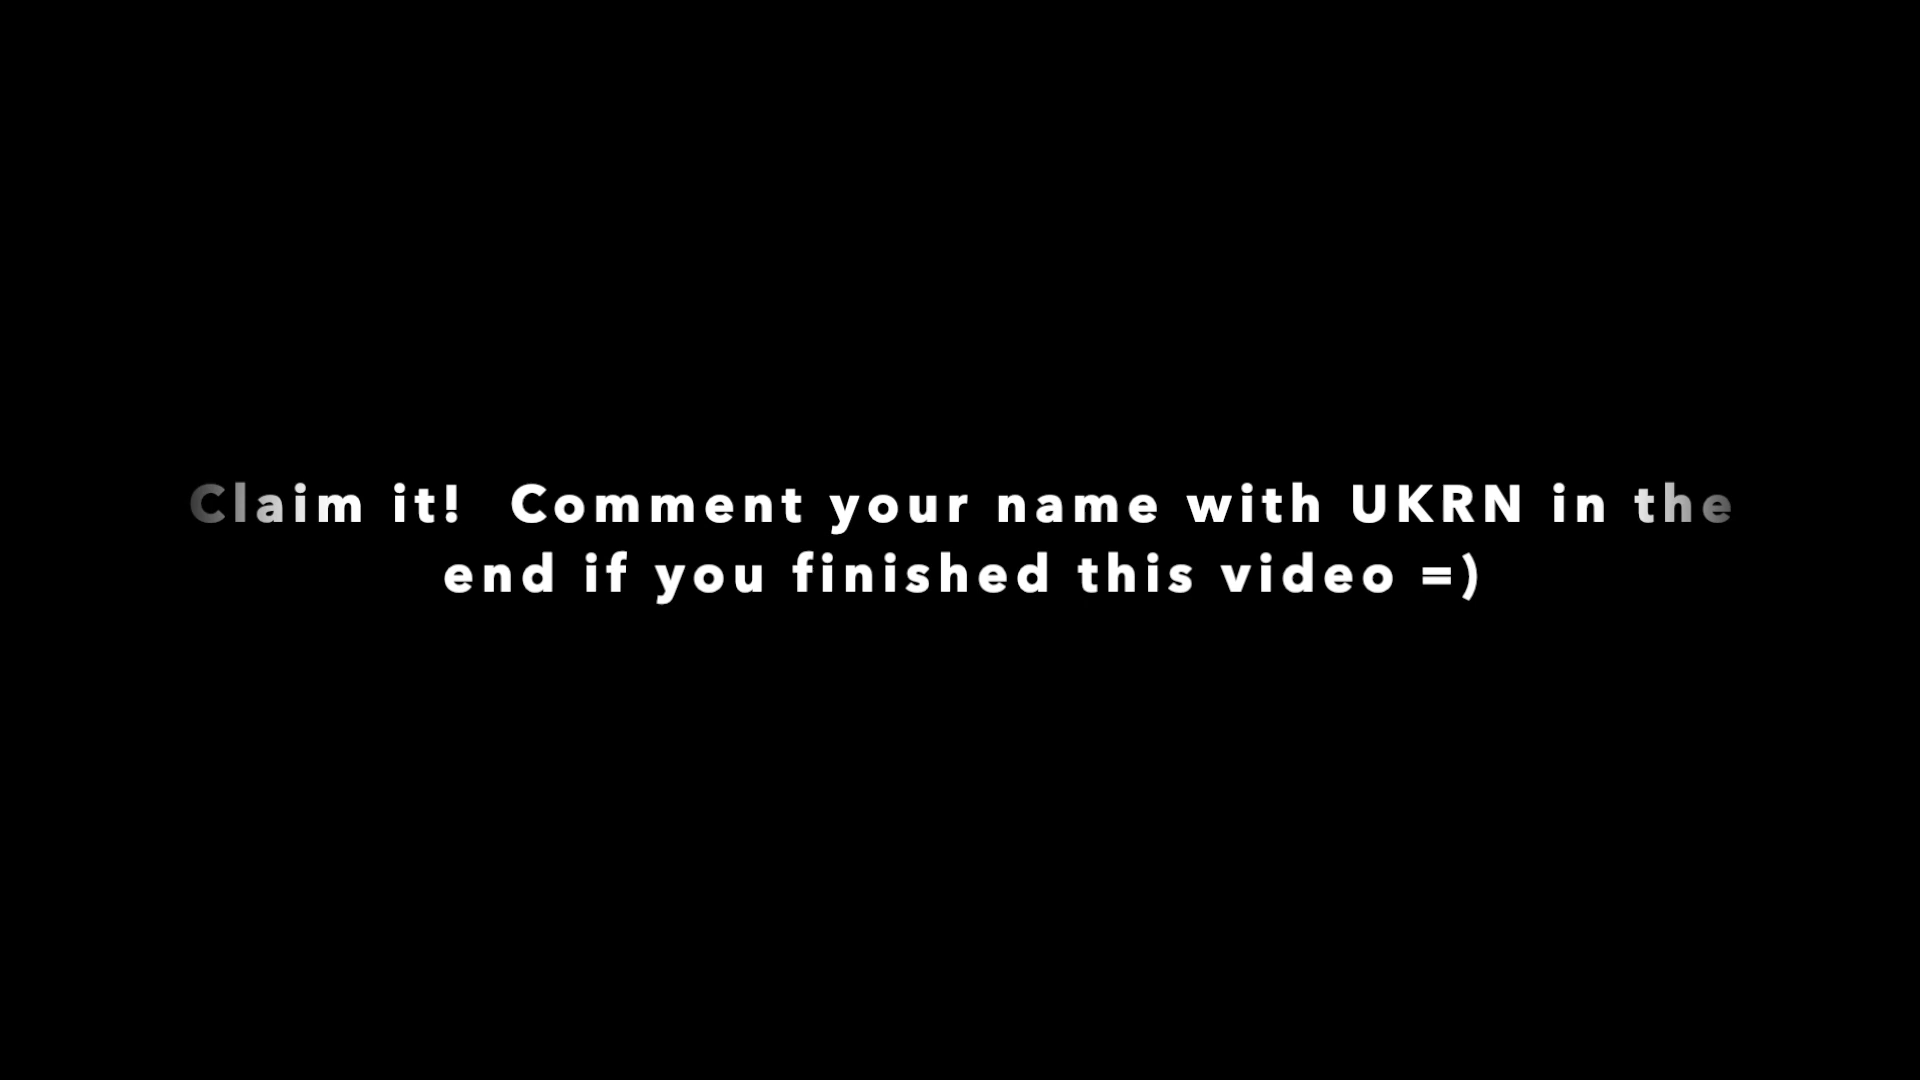 Claim it!  Comment your name with UKRN in the
end if you finished this video =)